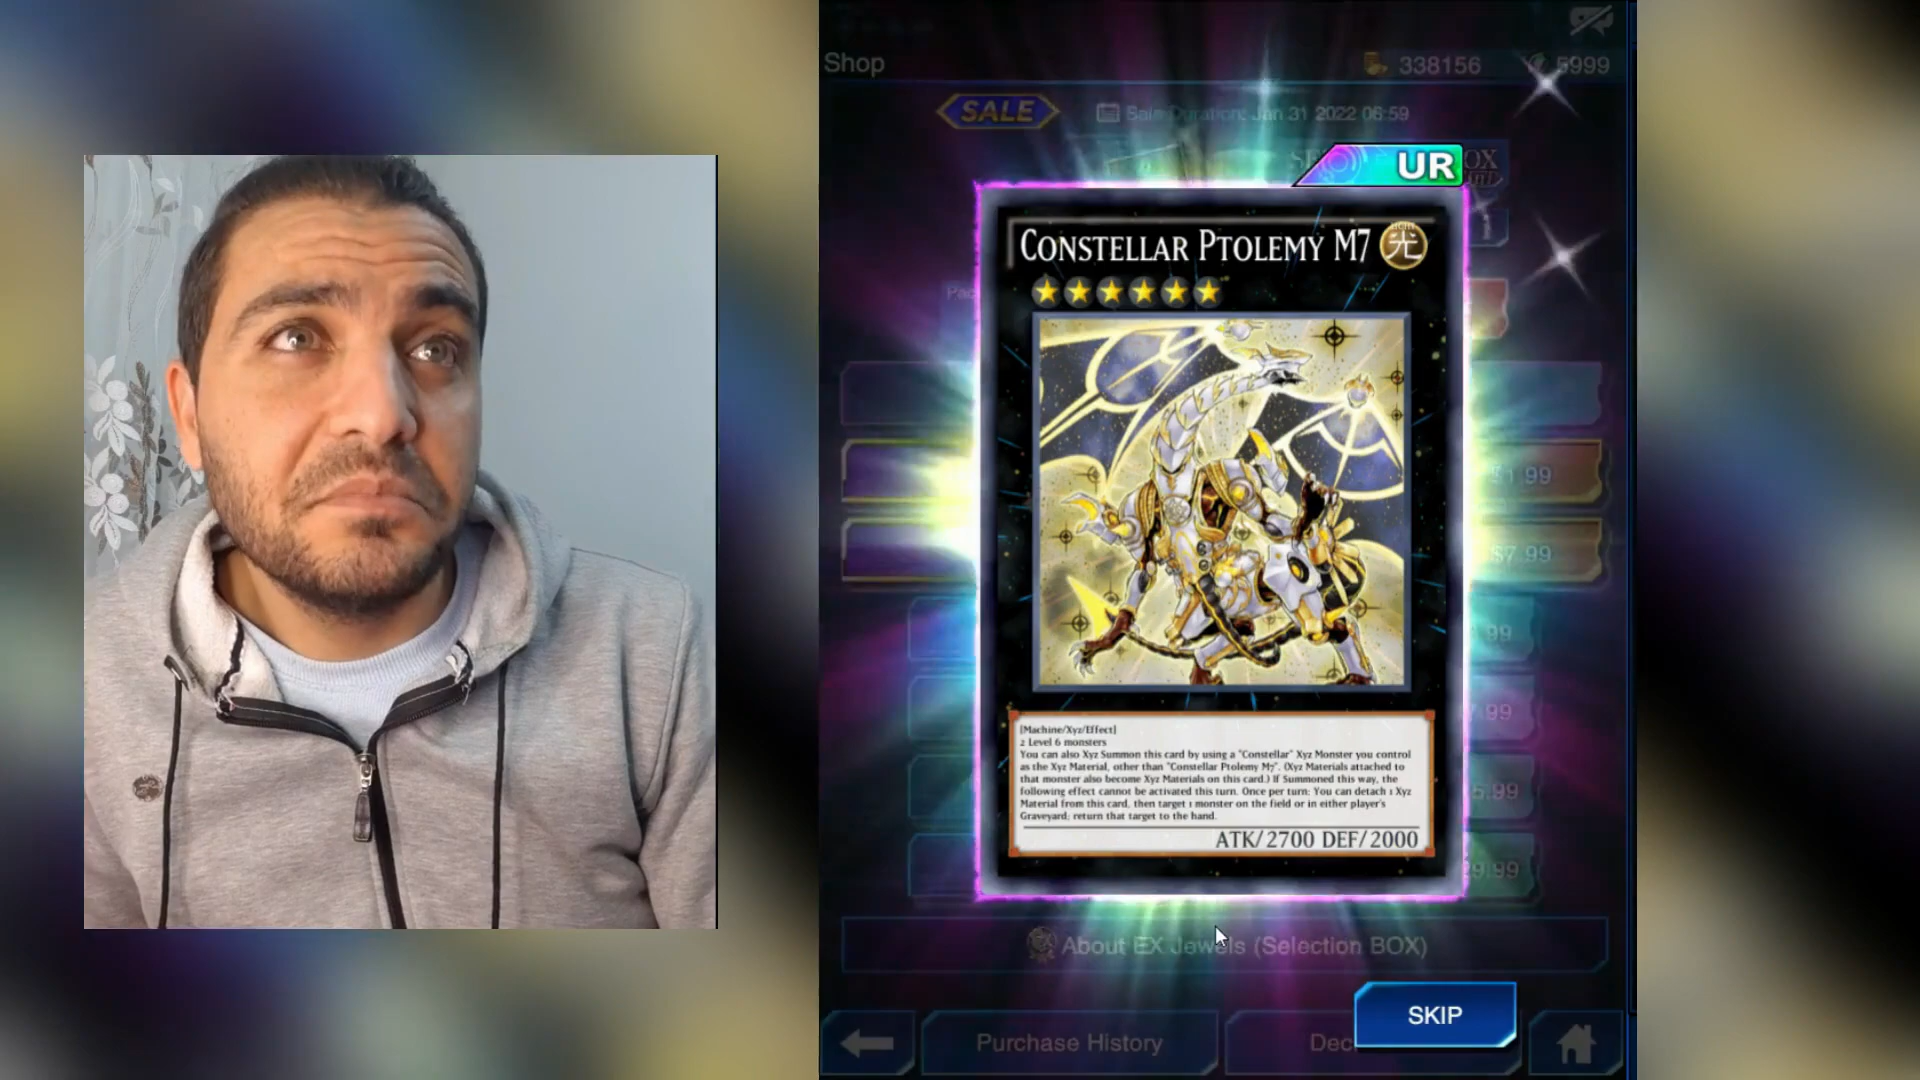 Shop
338156
5999
SALE
Sale Duration: Jan 31 2022 06:59
UR
CONSTELLAR PTOLEMY M7
光
[Machine/Xyz/Effect]
2 Level 6 monsters
You can also Xyz Summon this card by using a "Constellar" Xyz Monster you control
as the Xyz Material, other than "Constellar Ptolemy M7". (Xyz Materials attached to
that monster also become Xyz Materials on this card.) If Summoned this way, the
following effect cannot be activated this turn. Once per turn: You can detach 1 Xyz
Material from this card, then target 1 monster on the field or in either player's
Graveyard; return that target to the hand.
ATK/2700 DEF/2000
$1.99
$7.99
About EX Jewels (Selection BOX)
SKIP
Purchase History